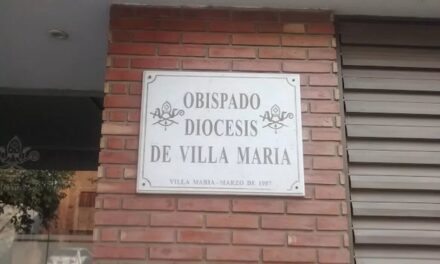 OBISPADO
DIOCESIS
DE VILLA MARIA
VILLA MARIA - MARZO DE 1987